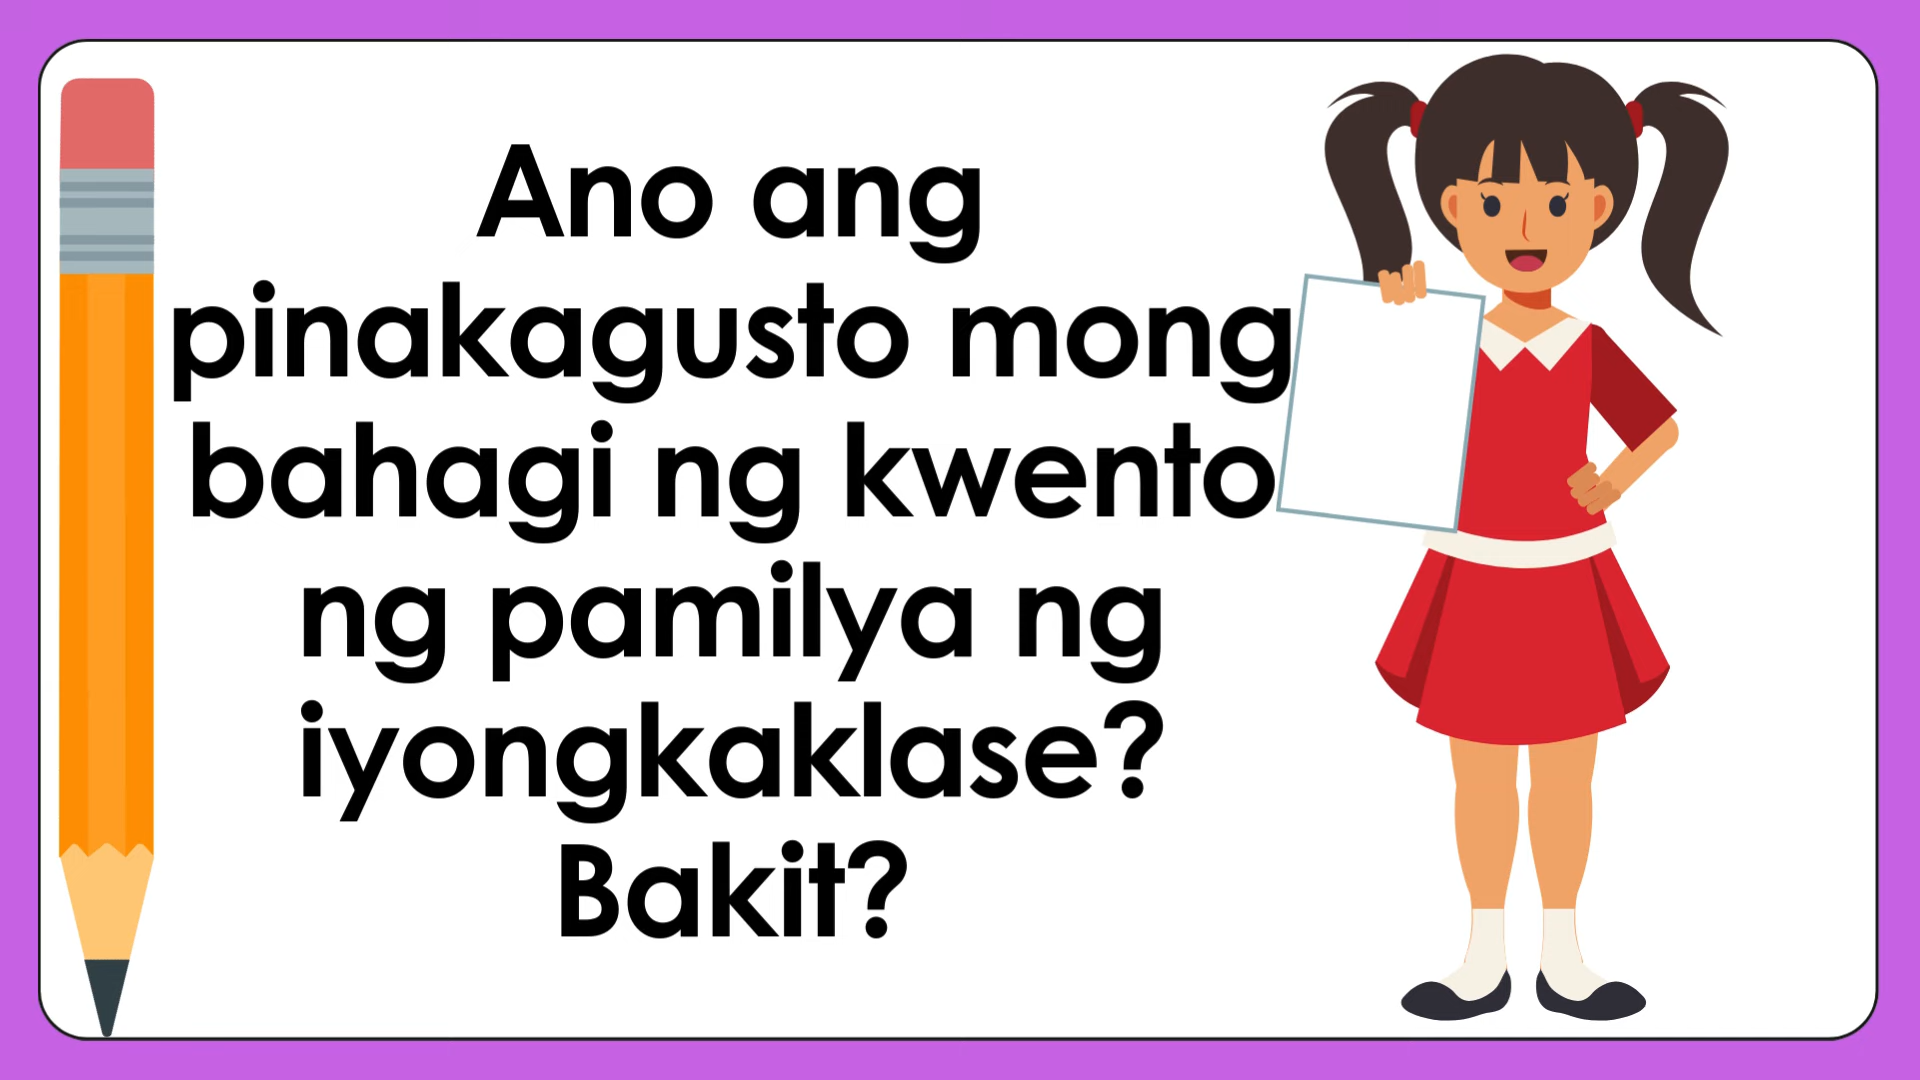 Ano ang
pinakagusto mong
bahagi ng kwento
ng pamilya ng
iyongkaklase?
Bakit?